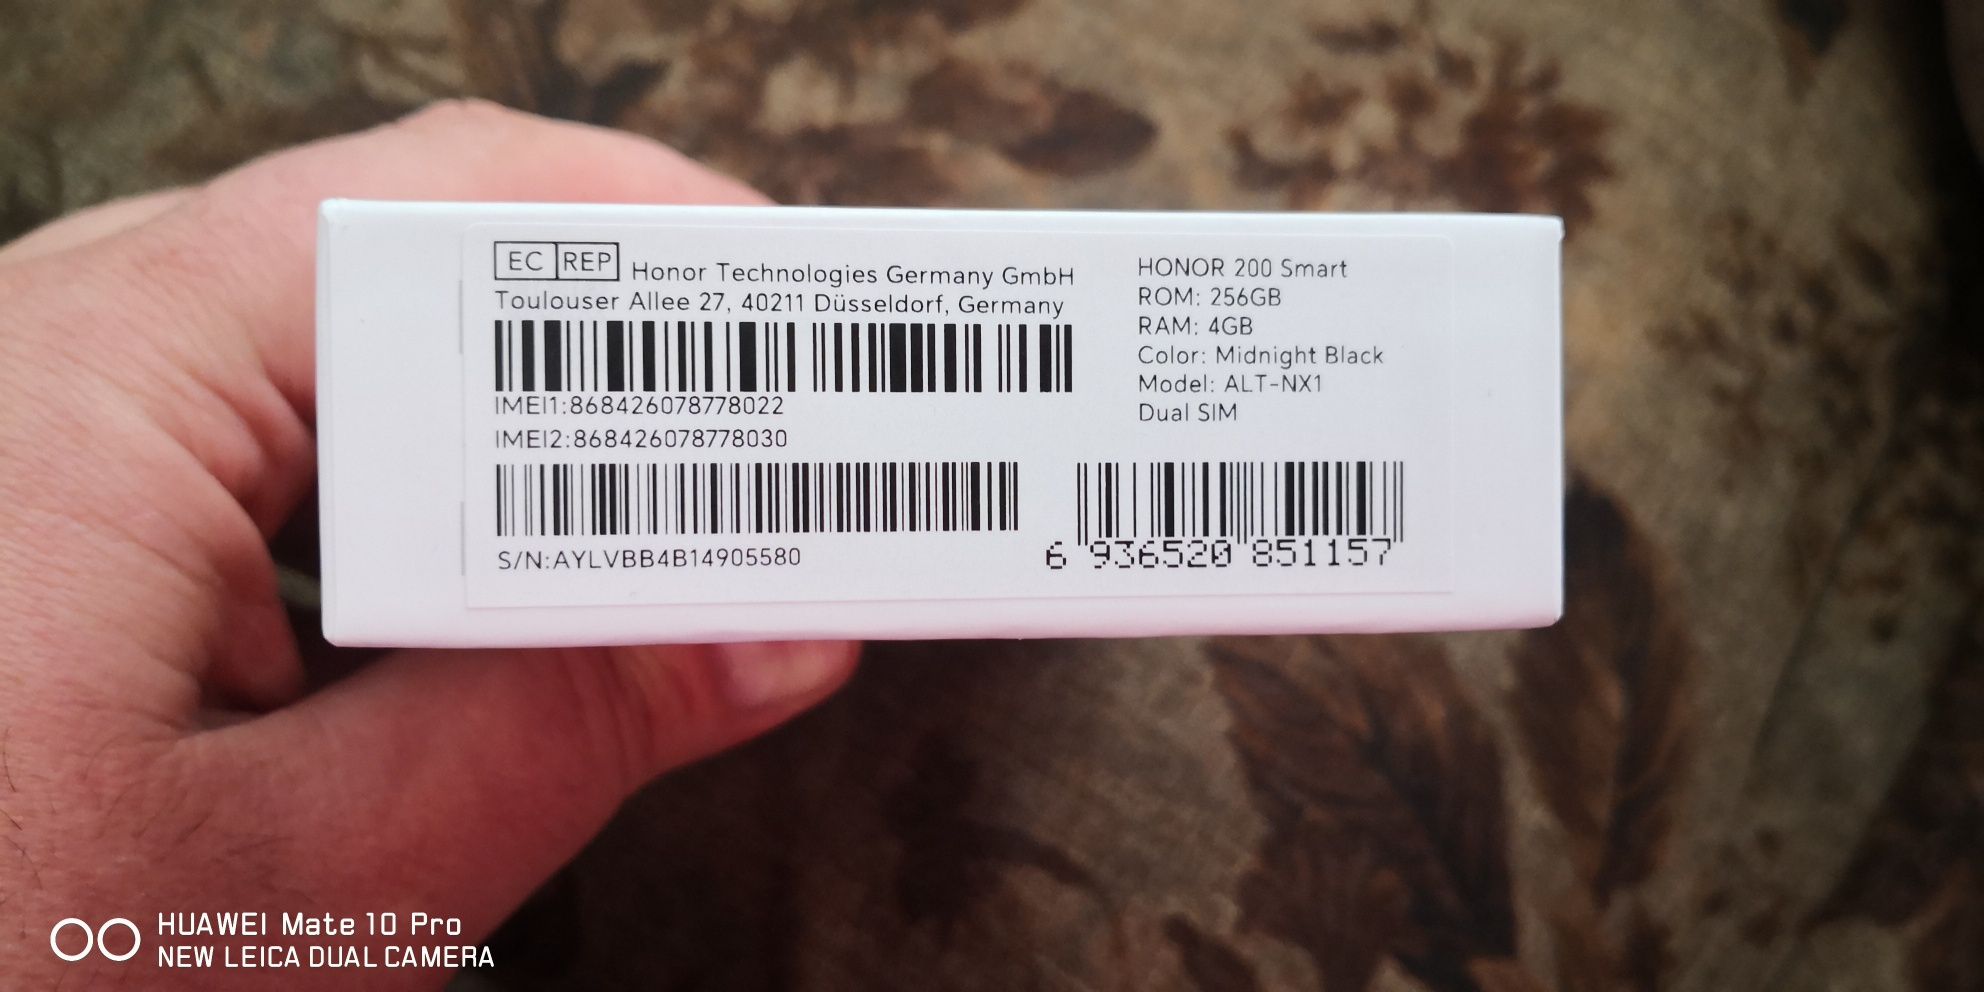 EC REP Honor Technologies Germany GmbH
Toulouser Allee 27, 40211 Düsseldorf, Germany
IMEI1:868426078778022
IMEI2:868426078778030
S/N:AYLVBB4B14905580
HONOR 200 Smart
ROM: 256GB
RAM: 4GB
Color: Midnight Black
Model: ALT-NX1
Dual SIM
6 936520 851157
HUAWEI Mate 10 Pro
NEW LEICA DUAL CAMERA